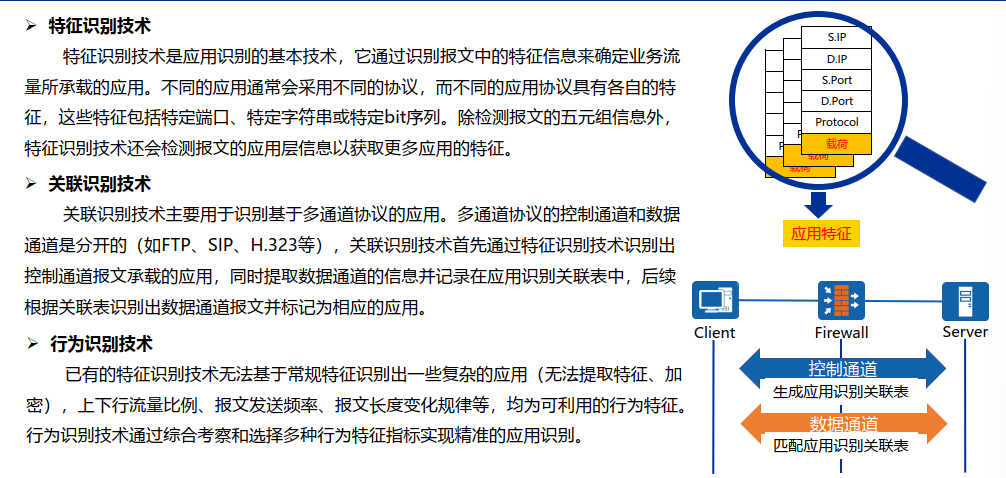 ➢ 特征识别技术
特征识别技术是应用识别的基本技术，它通过识别报文中的特征信息来确定业务流
量所承载的应用。不同的应用通常会采用不同的协议，而不同的应用协议具有各自的特
征，这些特征包括特定端口、特定字符串或特定bit序列。除检测报文的五元组信息外，
特征识别技术还会检测报文的应用层信息以获取更多应用的特征。
➢ 关联识别技术
关联识别技术主要用于识别基于多通道协议的应用。多通道协议的控制通道和数据
通道是分开的（如FTP、SIP、H.323等），关联识别技术首先通过特征识别技术识别出
控制通道报文承载的应用，同时提取数据通道的信息并记录在应用识别关联表中，后续
根据关联表识别出数据通道报文并标记为相应的应用。
➢ 行为识别技术
已有的特征识别技术无法基于常规特征识别出一些复杂的应用（无法提取特征、加
密），上下行流量比例、报文发送频率、报文长度变化规律等，均为可利用的行为特征。
行为识别技术通过综合考察和选择多种行为特征指标实现精准的应用识别。
S.IP
D.IP
S.Port
D.Port
Protocol
载荷
载荷
载荷
应用特征
Client
Firewall
Server
控制通道
生成应用识别关联表
数据通道
匹配应用识别关联表